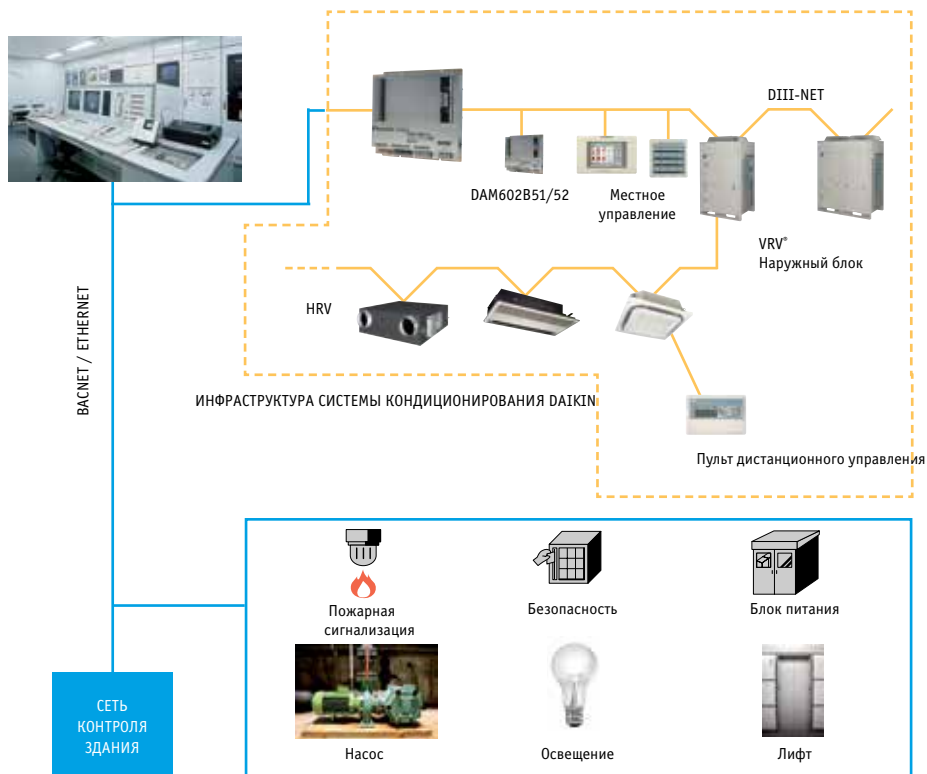 DIII-NET
DAM602B51/52
Местное
управление
VRV®
Наружный блок
HRV
BACNET / ETHERNET
ИНФРАСТРУКТУРА СИСТЕМЫ КОНДИЦИОНИРОВАНИЯ DAIKIN
Пульт дистанционного управления
Пожарная
сигнализация
Безопасность
Блок питания
СЕТЬ
КОНТРОЛЯ
ЗДАНИЯ
Насос
Освещение
Лифт